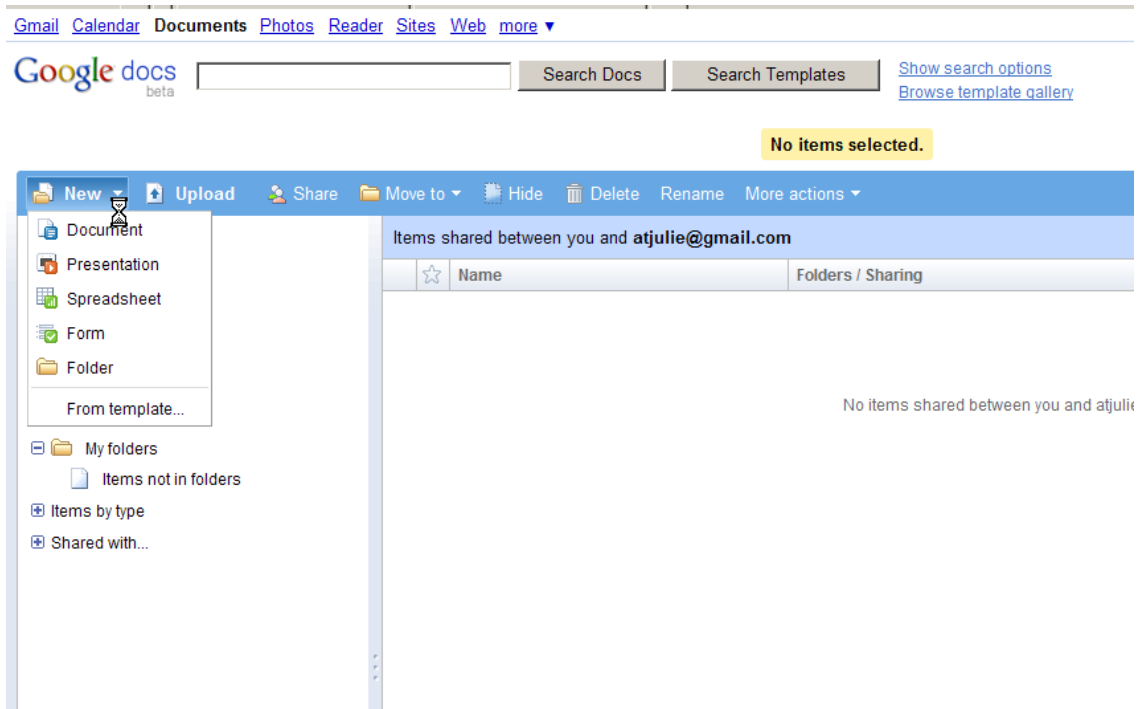 Gmail Calendar Documents Photos Reader Sites Web more ▼
Google docs
beta
Search Docs
Search Templates
Show search options
Browse template gallery
No items selected.
New Upload Share Move to Hide Delete Rename More actions
Document
Presentation
Spreadsheet
Form
Folder
From template...
My folders
Items not in folders
Items by type
Shared with...
Items shared between you and atjulie@gmail.com
Name Folders / Sharing
No items shared between you and atjulie